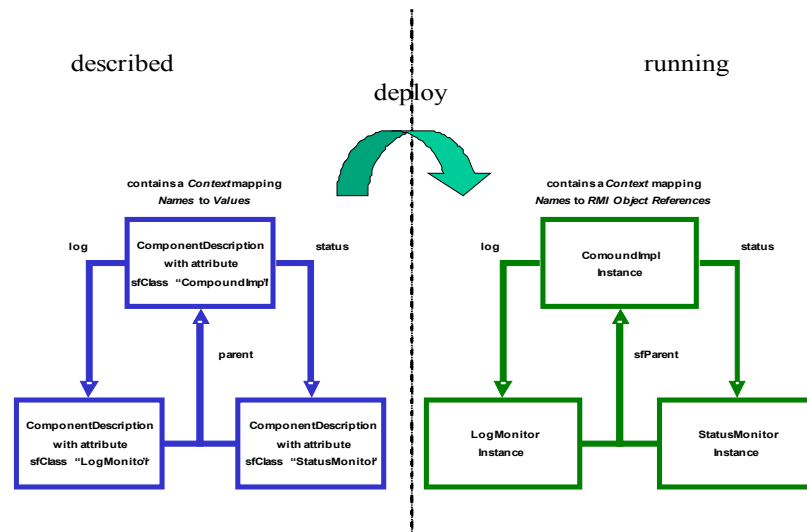 described
running
deploy
contains a Context mapping
Names to Values
contains a Context mapping
Names to RMI Object References
log
ComponentDescription
with attribute
sfClass "CompoundImpl"
status
log
ComoundImpl
Instance
status
parent
sfParent
ComponentDescription
with attribute
sfClass "LogMonitor"
ComponentDescription
with attribute
sfClass "StatusMonitor"
LogMonitor
Instance
StatusMonitor
Instance